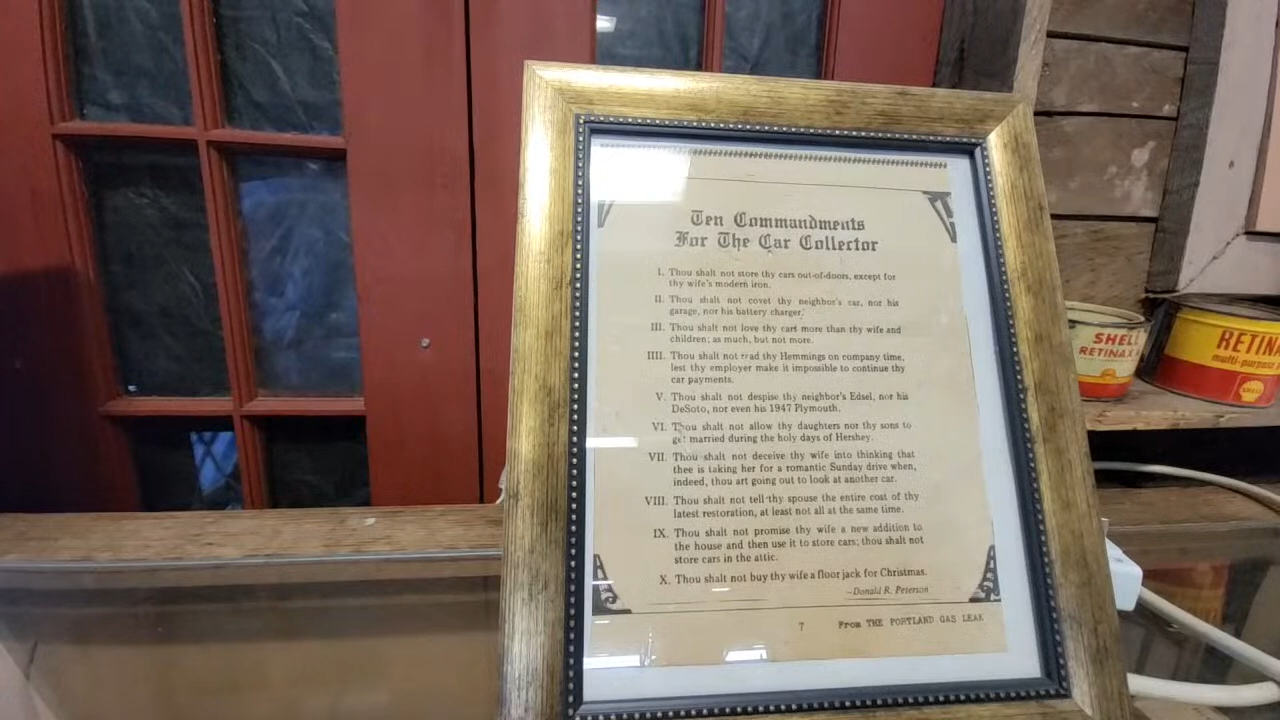 Ten Commandments
For The Car Collector
I. Thou shalt not store thy cars out-of-doors, except for
thy wife's modern iron.
II. Thou shalt not covet thy neighbor's car, nor his
garage, nor his battery charger.
III. Thou shalt not love thy cars more than thy wife and
children; as much, but not more.
IIII. Thou shalt not read thy Hemmings on company time,
lest thy employer make it impossible to continue thy
car payments.
V. Thou shalt not despise thy neighbor's Edsel, nor his
DeSoto, nor even his 1947 Plymouth.
VI. Thou shalt not allow thy daughters nor thy sons to
get married during the holy days of Hershey.
VII. Thou shalt not deceive thy wife into thinking that
thee is taking her for a romantic Sunday drive when,
indeed, thou art going out to look at another car.
VIII. Thou shalt not tell thy spouse the entire cost of thy
latest restoration, at least not all at the same time.
IX. Thou shalt not promise thy wife a new addition to
the house and then use it to store cars; thou shalt not
store cars in the attic.
X. Thou shalt not buy thy wife a floor jack for Christmas.
–Donald R. Peterson
7 From THE PORTLAND GAS LEAK
SHELL
RETINAX
RETINA
multi-purpose
SHELL